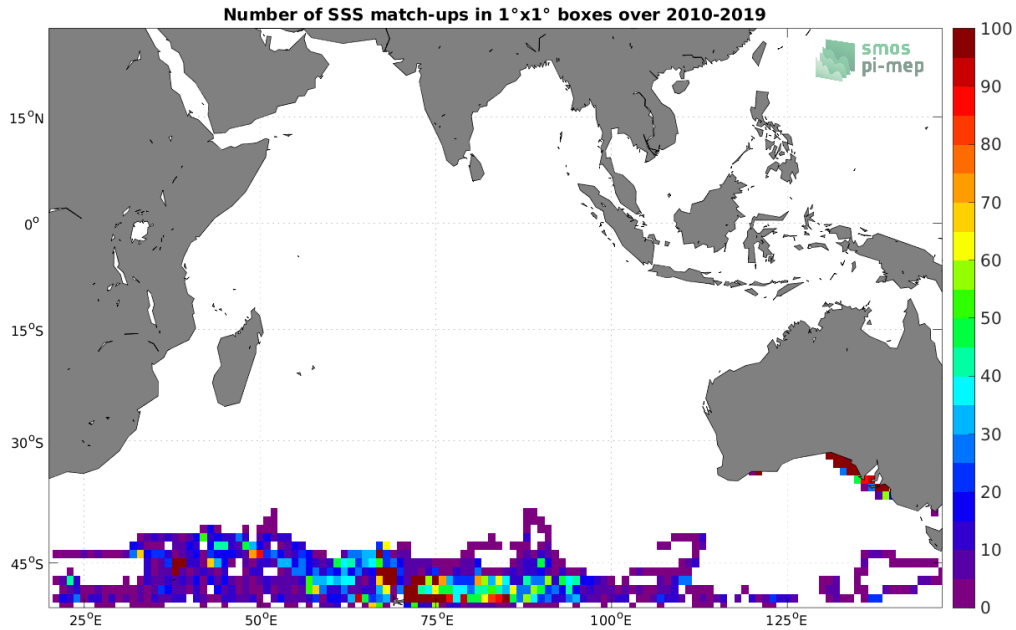 Number of SSS match-ups in 1°x1° boxes over 2010-2019
smos
pi-mep
100
90
80
70
60
50
40
30
20
10
0
15°N
0°
15°S
30°S
45°S
25°E
50°E
75°E
100°E
125°E